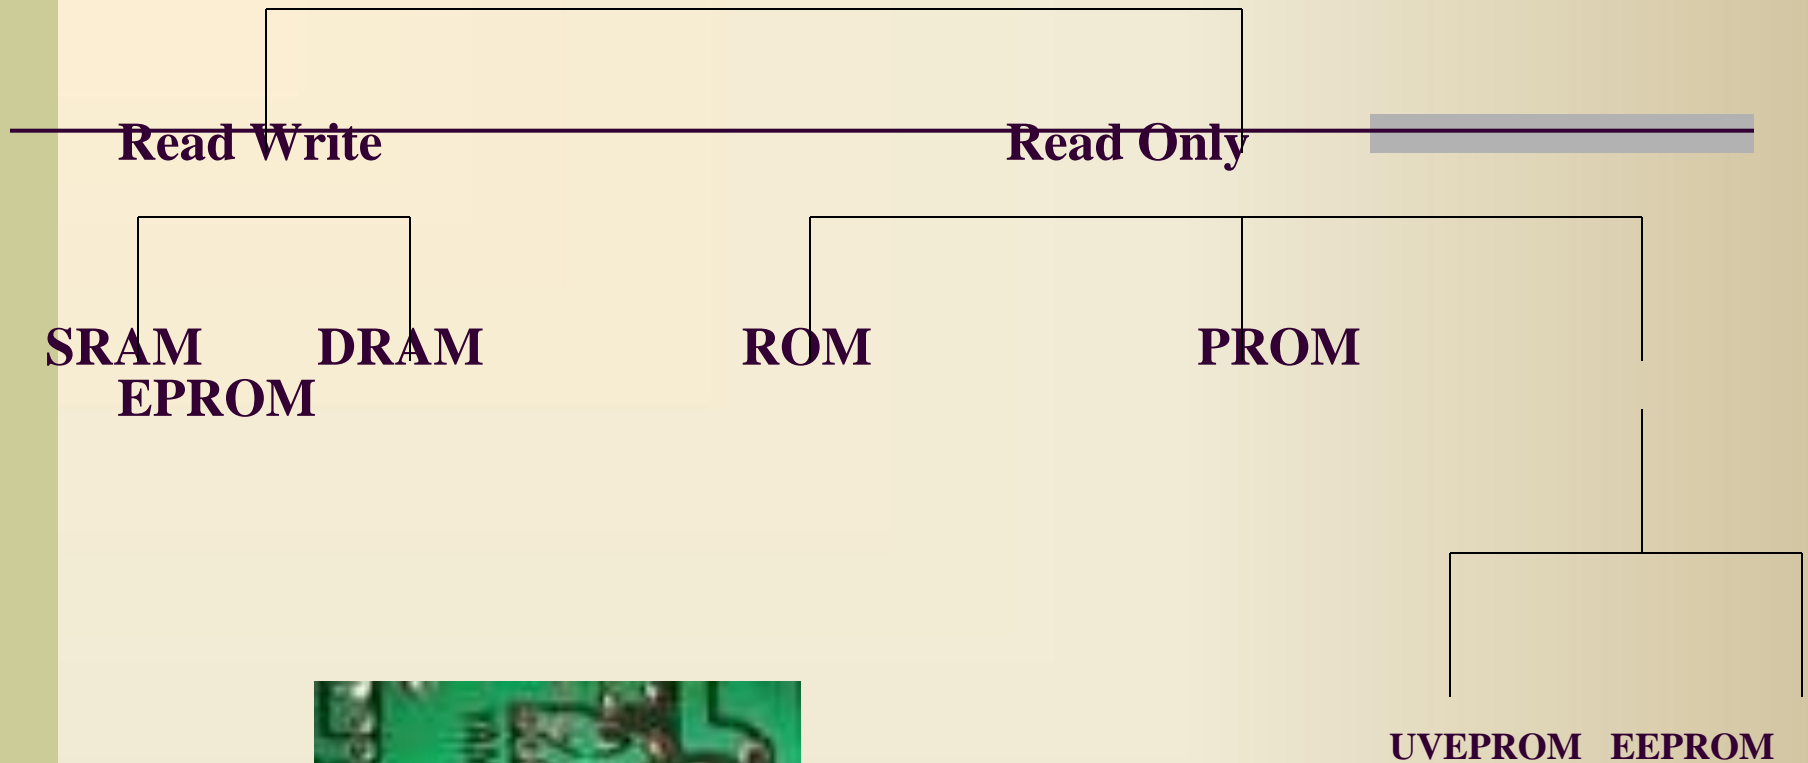 Read Write Read Only
SRAM DRAM ROM PROM
EPROM
UVEPROM EEPROM